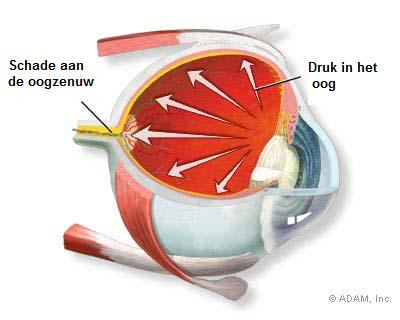 Schade aan
de oogzenuw
Druk in het
oog
© ADAM, Inc.